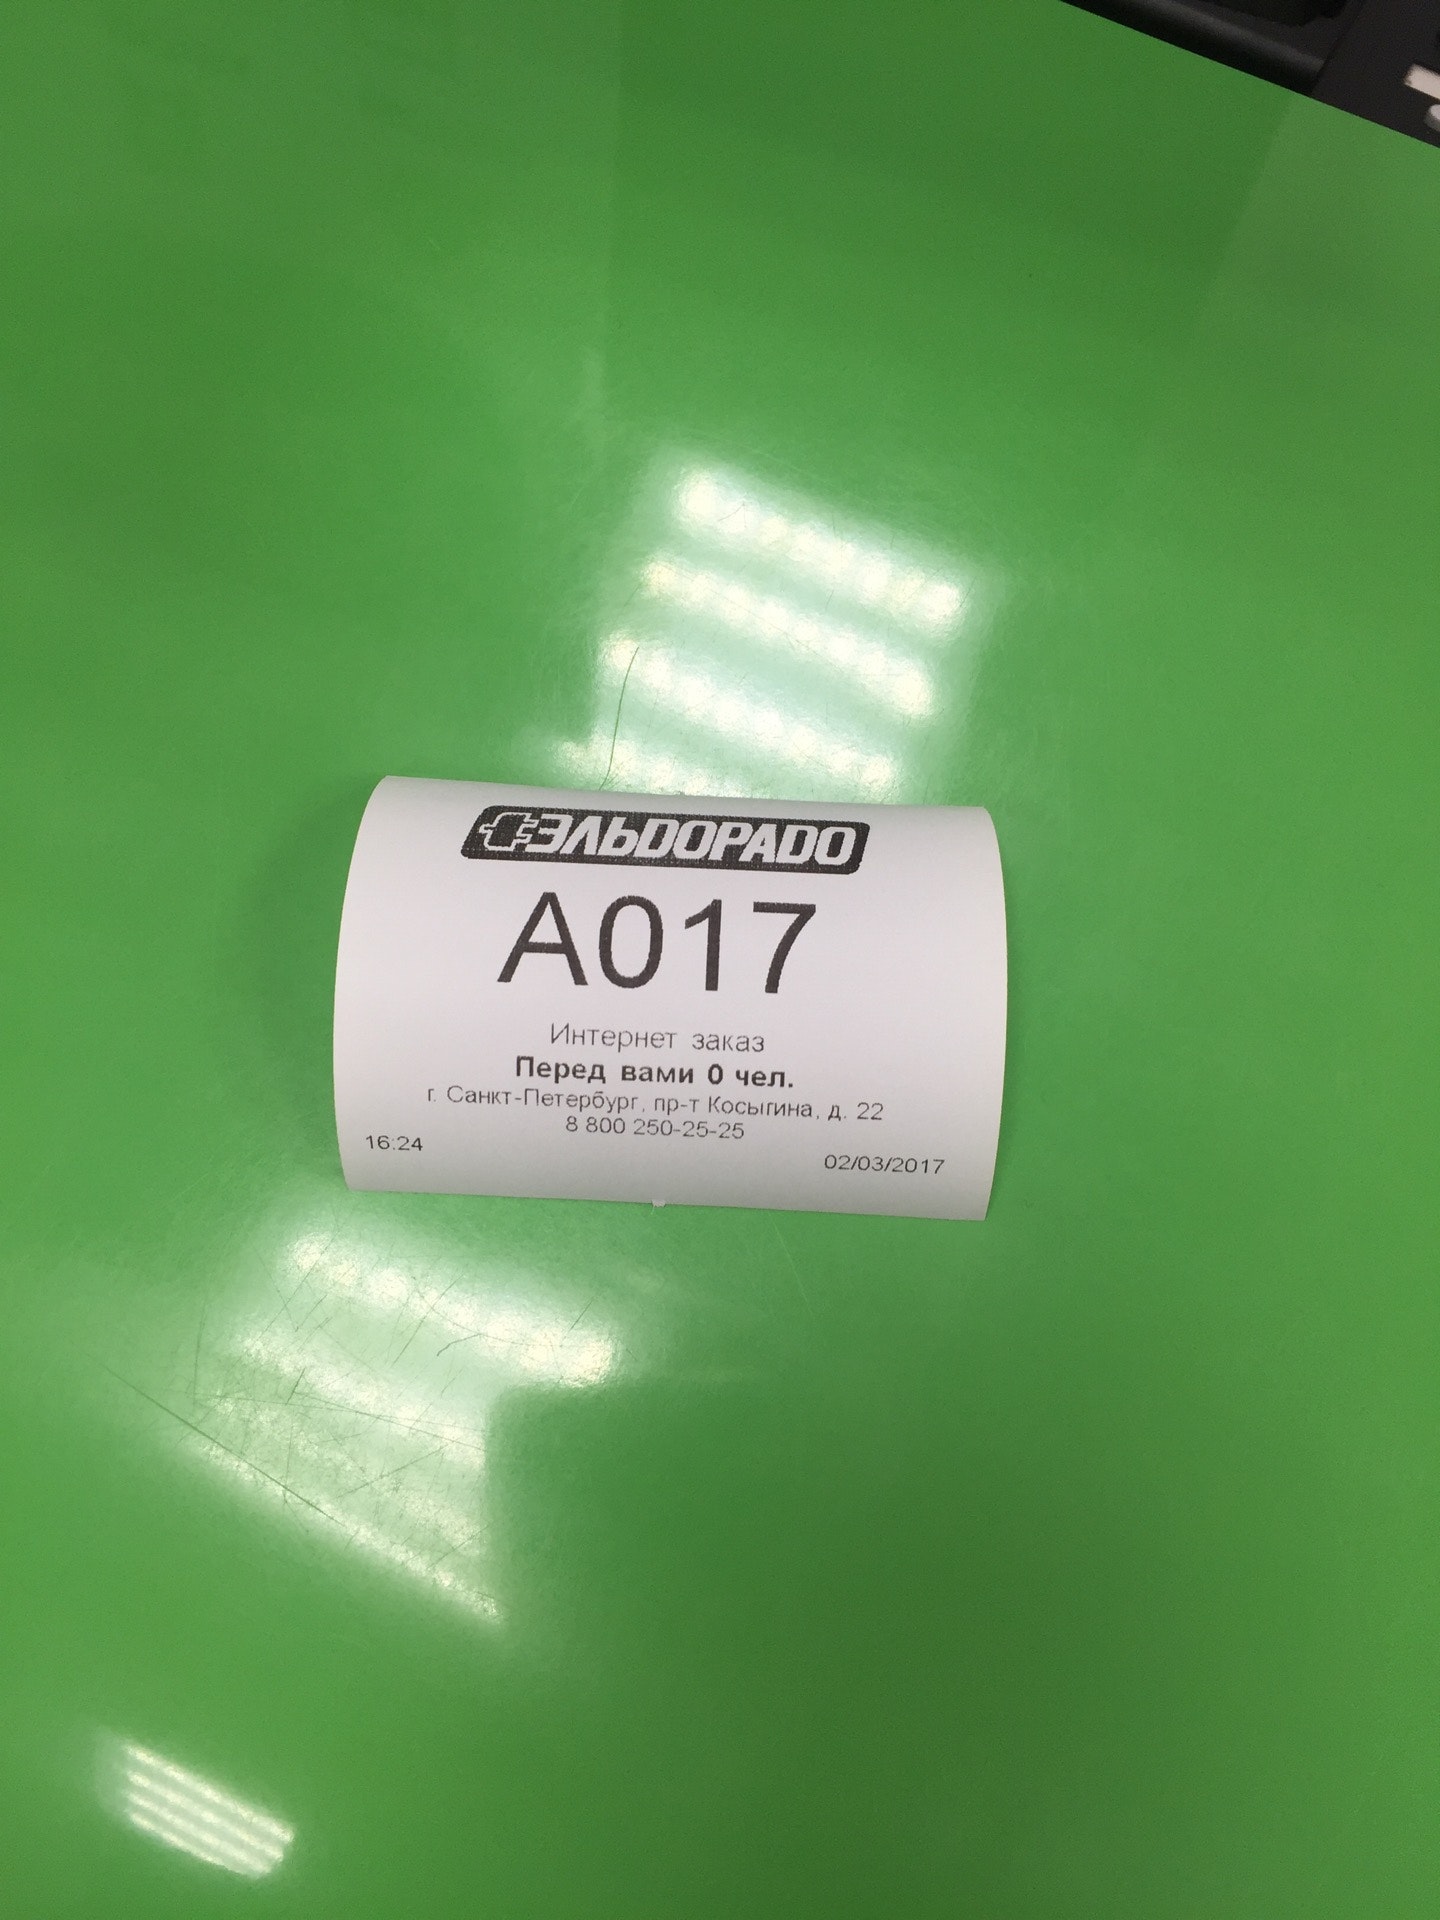 ЭЛЬДОРАДО
A017
Интернет заказ
Перед вами 0 чел.
г. Санкт-Петербург, пр-т Косыгина, д. 22
8 800 250-25-25
16:24
02/03/2017